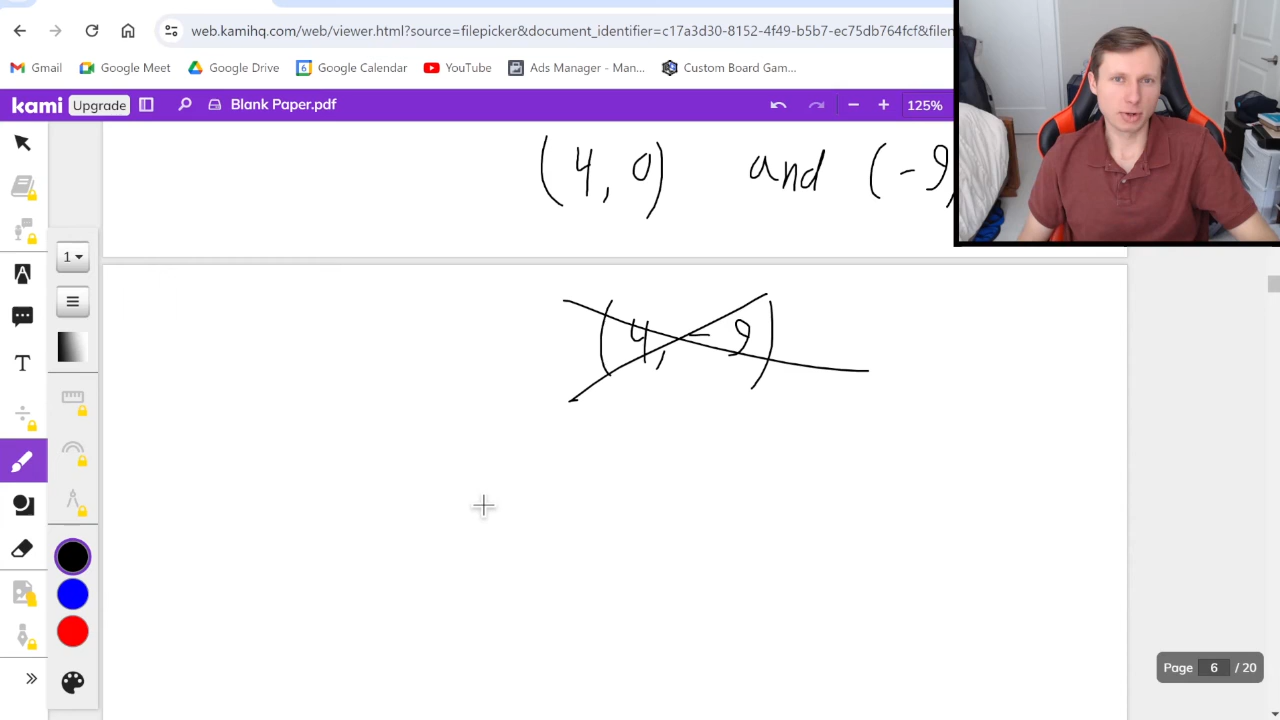 web.kamihq.com/web/viewer.html?source=filepicker&document_identifier=c17a3d30-8152-4f49-b5b7-ec75db764fcf&filen
Gmail Google Meet Google Drive 6 Google Calendar YouTube Ads Manager - Man... Custom Board Gam...
kami Upgrade Blank Paper.pdf 125%
(4, 0) and (-9,
1
(4, -9)
T
Page 6 / 20